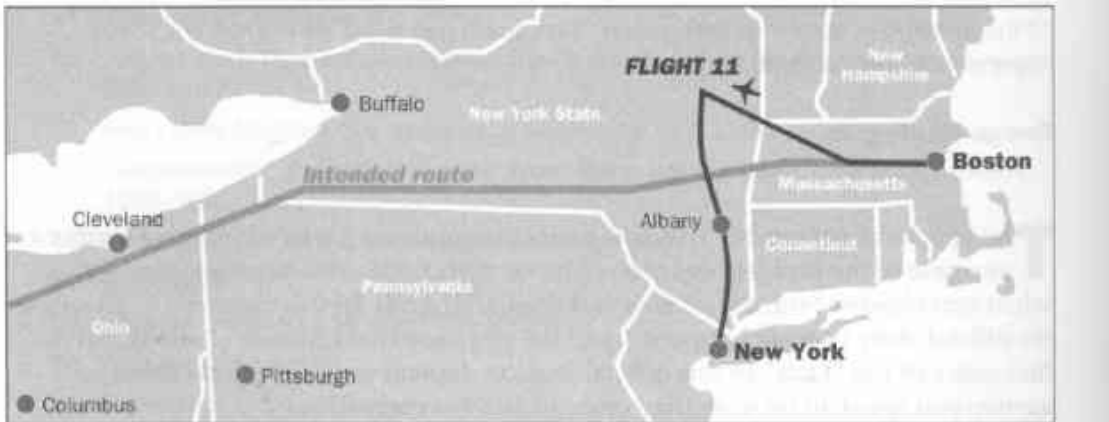 New
Hampshire
FLIGHT 11
Buffalo
New York State
Boston
Intended route
Massachusetts
Cleveland
Albany
Connecticut
Pennsylvania
Ohio
New York
Pittsburgh
Columbus